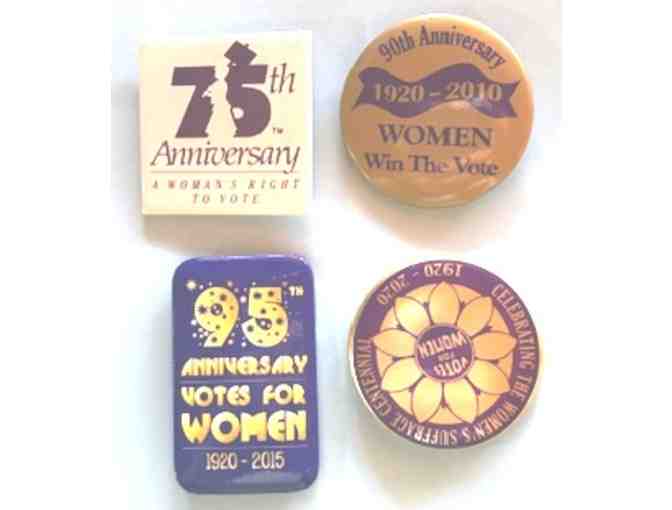 75th
TM
Anniversary
A WOMAN'S RIGHT
TO VOTE
90th Anniversary
1920 - 2010
WOMEN
Win The Vote
95TH
ANNIVERSARY
VOTES FOR
WOMEN
1920 - 2015
1920 - 2020
CELEBRATING THE WOMEN'S SUFFRAGE CENTENNIAL
VOTES
FOR
WOMEN